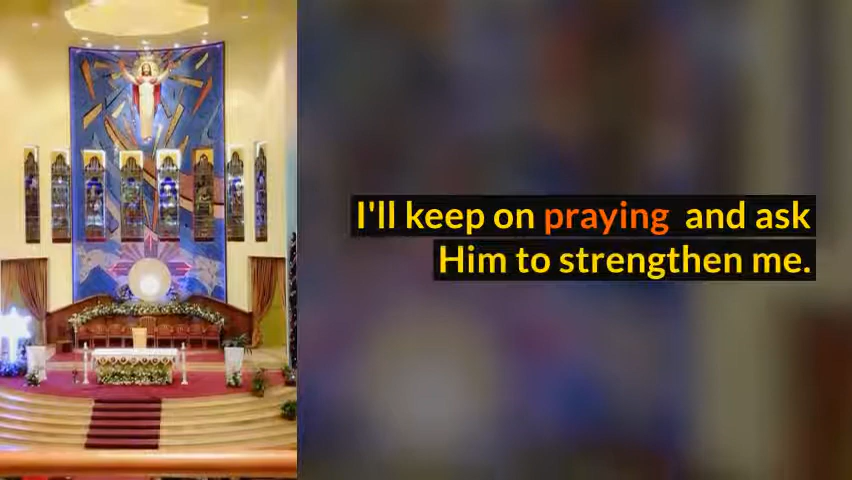 I'll keep on praying and ask
Him to strengthen me.